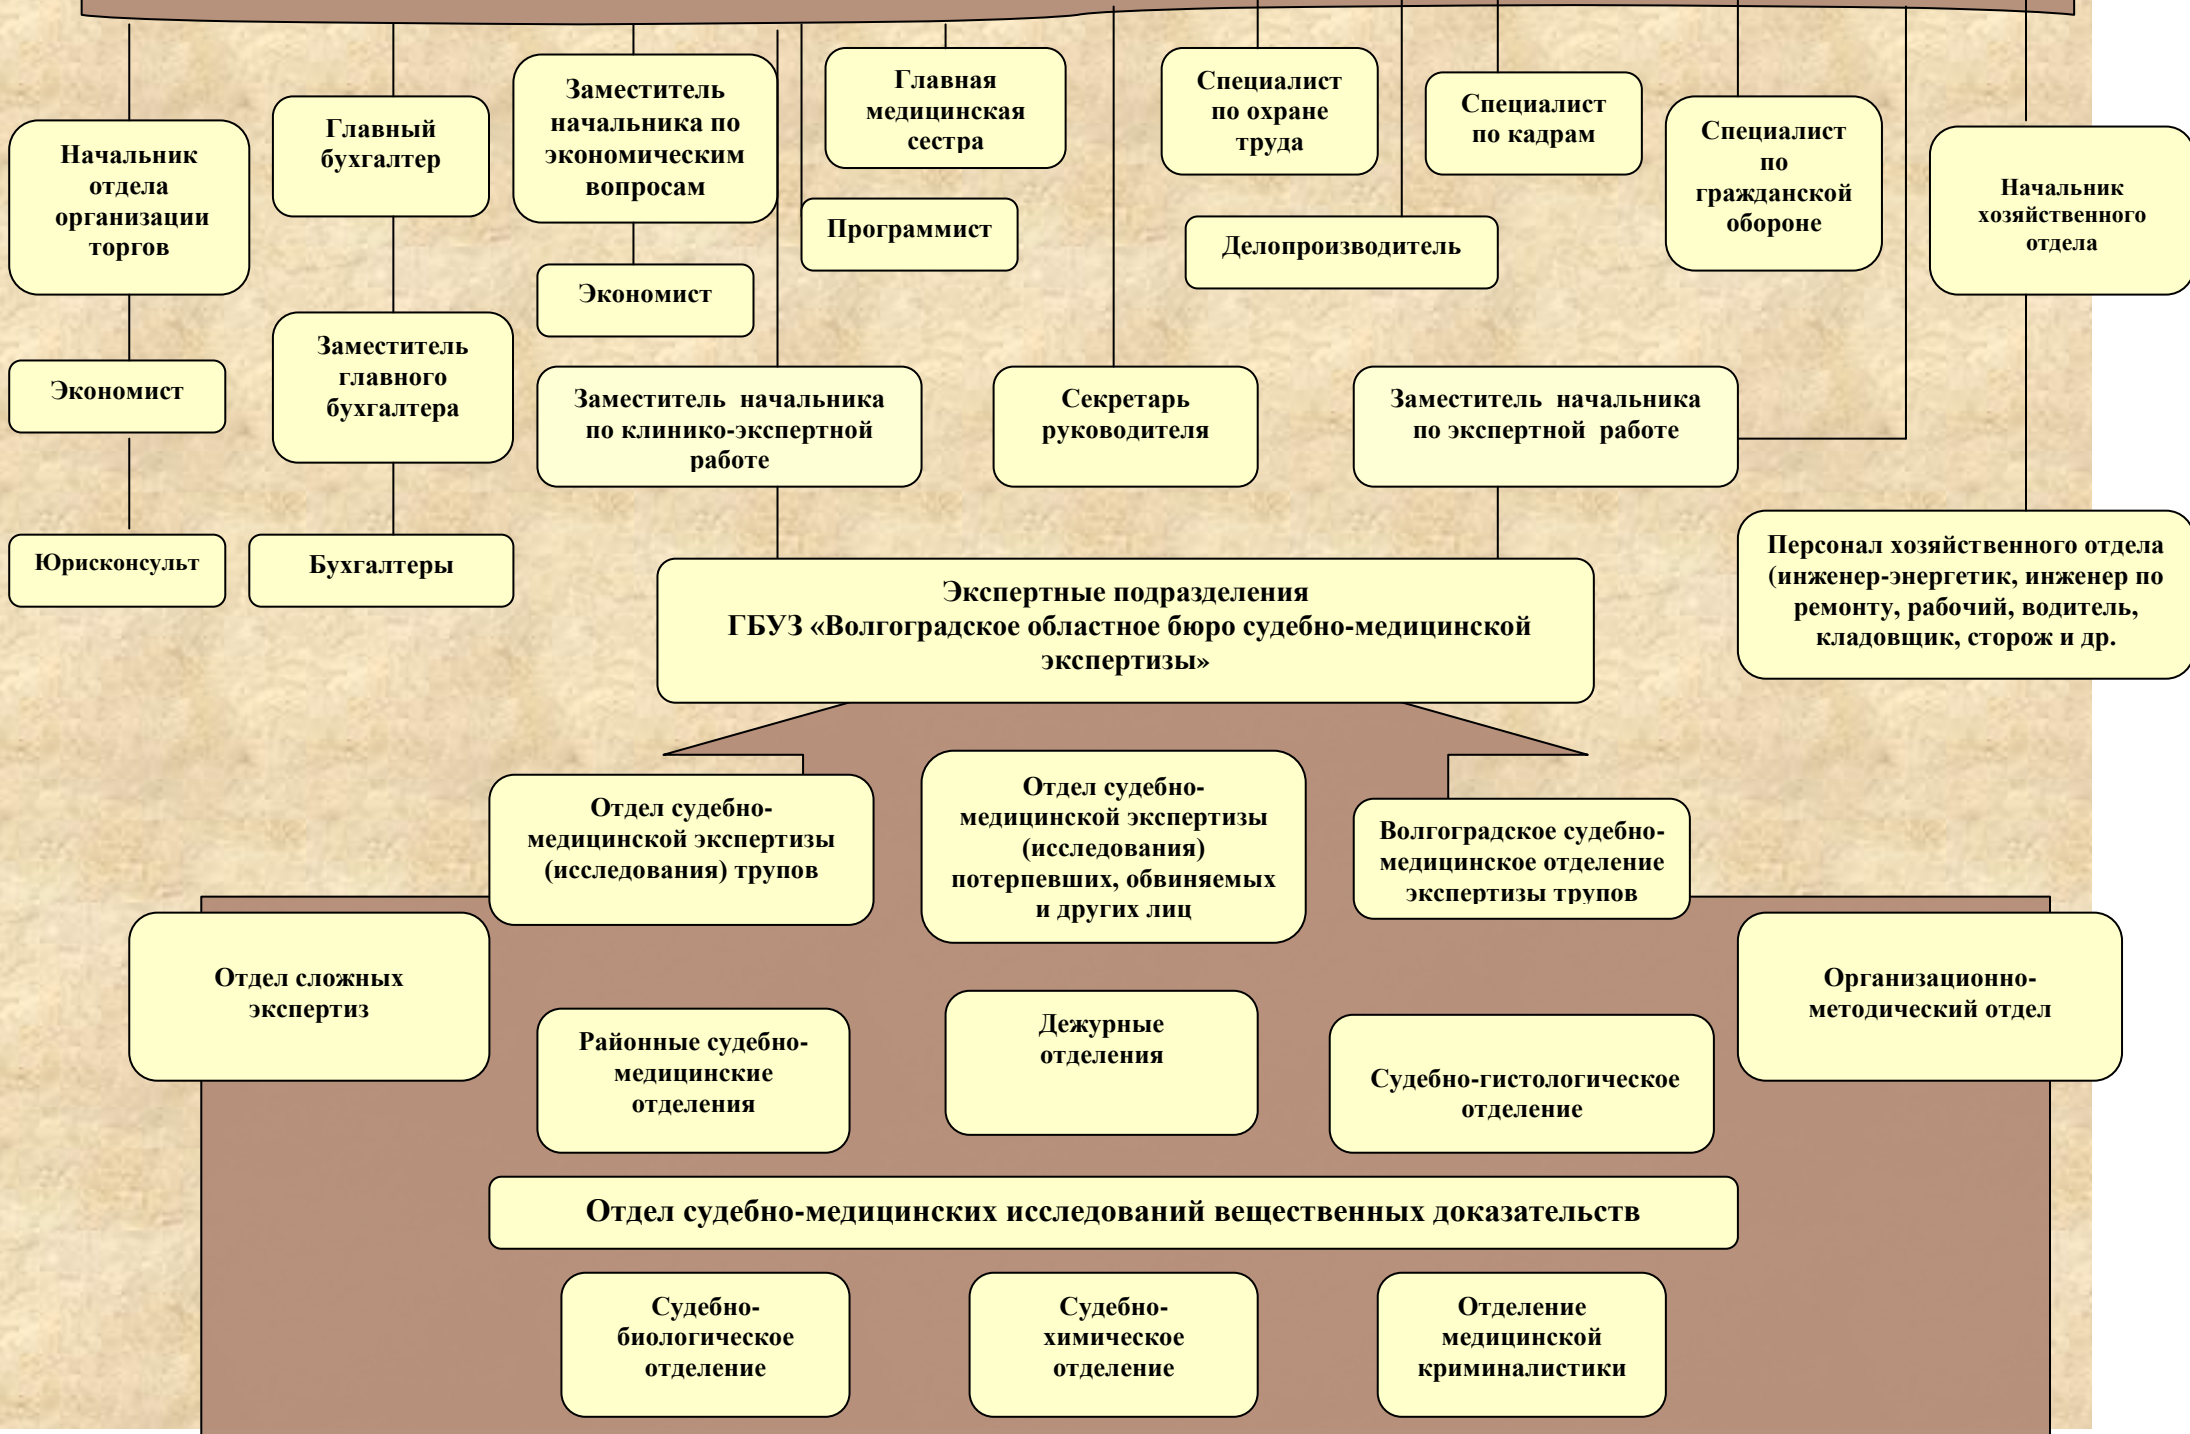 Начальник
отдела
организации
торгов
Главный
бухгалтер
Заместитель
начальника по
экономическим
вопросам
Главная
медицинская
сестра
Специалист
по охране
труда
Специалист
по кадрам
Специалист
по
гражданской
обороне
Начальник
хозяйственного
отдела
Программист
Делопроизводитель
Экономист
Экономист
Заместитель
главного
бухгалтера
Заместитель начальника
по клинико-экспертной
работе
Секретарь
руководителя
Заместитель начальника
по экспертной работе
Юрисконсульт
Бухгалтеры
Персонал хозяйственного отдела
(инженер-энергетик, инженер по
ремонту, рабочий, водитель,
кладовщик, сторож и др.
Экспертные подразделения
ГБУЗ «Волгоградское областное бюро судебно-медицинской
экспертизы»
Отдел судебно-
медицинской экспертизы
(исследования) трупов
Отдел судебно-
медицинской экспертизы
(исследования)
потерпевших, обвиняемых
и других лиц
Волгоградское судебно-
медицинское отделение
экспертизы трупов
Отдел сложных
экспертиз
Организационно-
методический отдел
Районные судебно-
медицинские
отделения
Дежурные
отделения
Судебно-гистологическое
отделение
Отдел судебно-медицинских исследований вещественных доказательств
Судебно-
биологическое
отделение
Судебно-
химическое
отделение
Отделение
медицинской
криминалистики